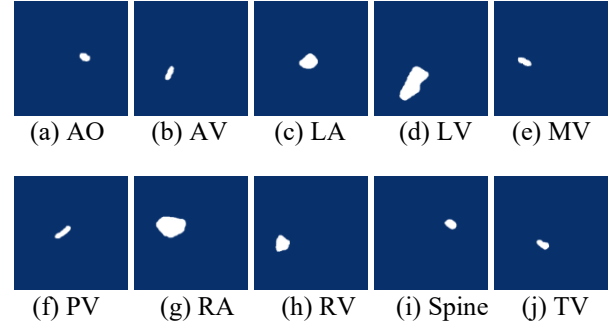 (a) AO (b) AV (c) LA (d) LV (e) MV
(f) PV (g) RA (h) RV (i) Spine (j) TV